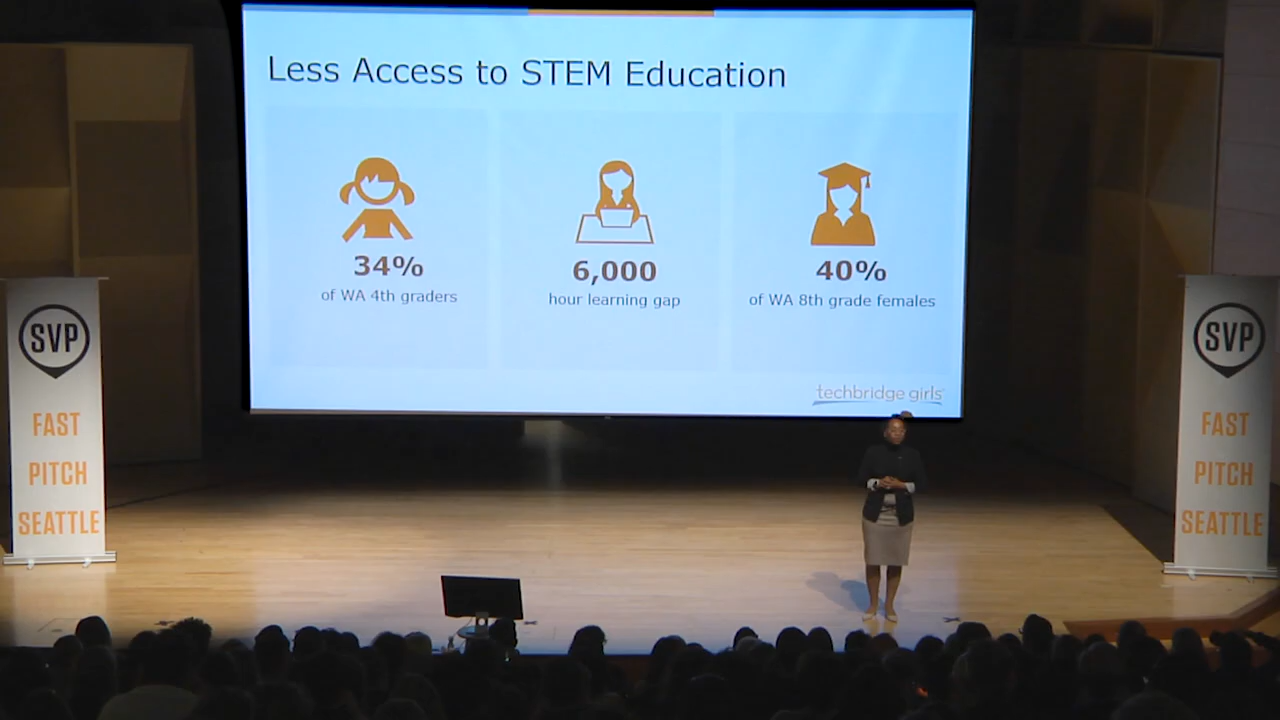 Less Access to STEM Education
34%
of WA 4th graders
6,000
hour learning gap
40%
of WA 8th grade females
techbridge girls
SVP
FAST
PITCH
SEATTLE
SVP
FAST
PITCH
SEATTLE